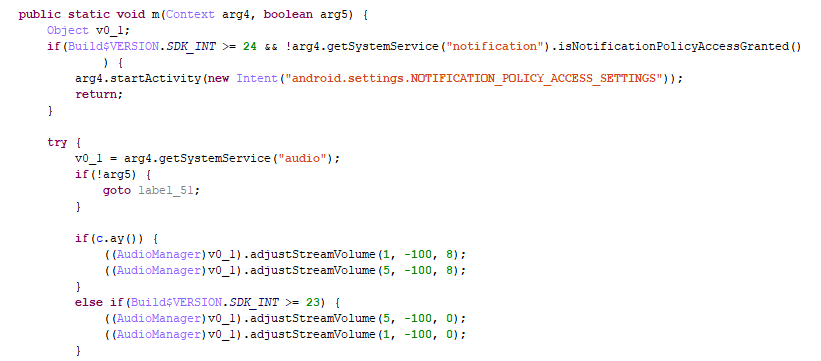 public static void m(Context arg4, boolean arg5) {
Object v0_1;
if(Build$VERSION.SDK_INT >= 24 && !arg4.getSystemService("notification").isNotificationPolicyAccessGranted()
) {
arg4.startActivity(new Intent("android.settings.NOTIFICATION_POLICY_ACCESS_SETTINGS"));
return;
}
try {
v0_1 = arg4.getSystemService("audio");
if(!arg5) {
goto label_51;
}
if(c.ay()) {
((AudioManager)v0_1).adjustStreamVolume(1, -100, 8);
((AudioManager)v0_1).adjustStreamVolume(5, -100, 8);
}
else if(Build$VERSION.SDK_INT >= 23) {
((AudioManager)v0_1).adjustStreamVolume(5, -100, 0);
((AudioManager)v0_1).adjustStreamVolume(1, -100, 0);
}